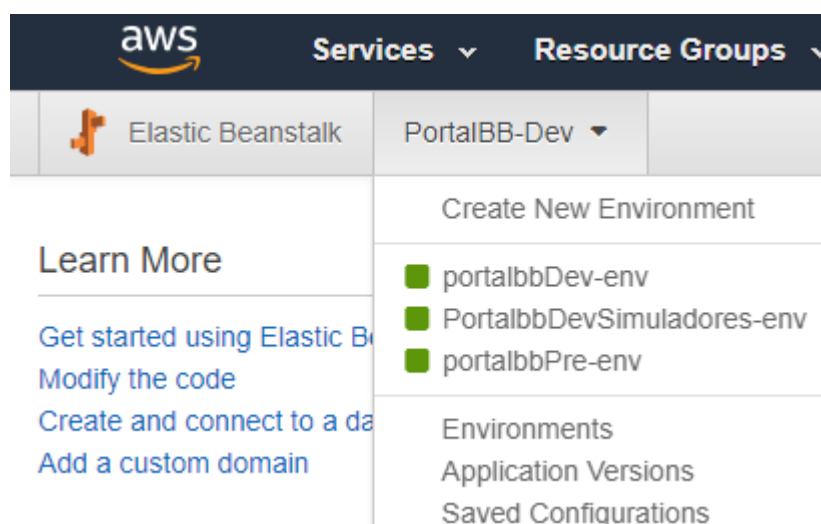 aws Services Resource Groups
Elastic Beanstalk PortalBB-Dev
Create New Environment
portalbbDev-env
PortalbbDevSimuladores-env
portalbbPre-env
Environments
Application Versions
Saved Configurations
Learn More
Get started using Elastic
Modify the code
Create and connect to a
Add a custom domain